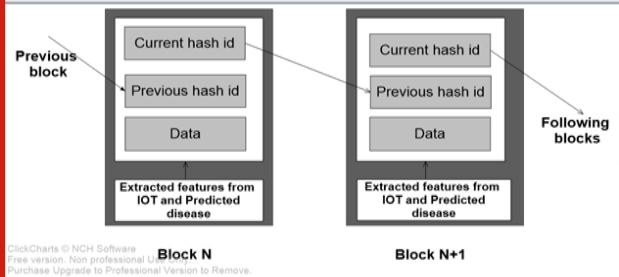 Previous
block
Current hash id
Previous hash id
Data
Extracted features from
IOT and Predicted
disease
Block N
Current hash id
Previous hash id
Data
Extracted features from
IOT and Predicted
disease
Block N+1
Following
blocks
ClickCharts © NCH Software
Free version. Non professional Use Only
Purchase Upgrade to Professional Version to Remove.